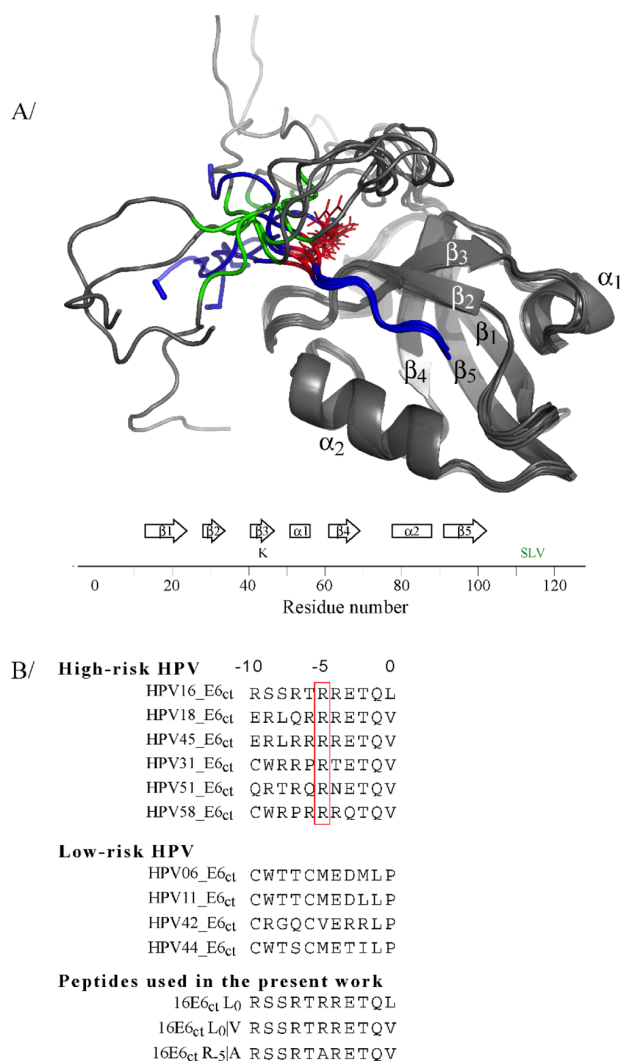 A/
β3
α1
β2
β1
β4
β5
α2
β1 β2 β3 α1 β4 α2 β5
K SLV
0 20 40 60 80 100 120
Residue number
B/
High-risk HPV -10 -5 0
HPV16_E6ct RSSRTRRETQL
HPV18_E6ct ERLQRRRETQV
HPV45_E6ct ERLRRRRETQV
HPV31_E6ct CWRRPRTETQV
HPV51_E6ct QRTRQRNETQV
HPV58_E6ct CWRPRRRQTQV
Low-risk HPV
HPV06_E6ct CWTTCMEDMLP
HPV11_E6ct CWTTCMEDLLP
HPV42_E6ct CRGQCVERRLP
HPV44_E6ct CWTSCMETILP
Peptides used in the present work
16E6ct L0 RSSRTRRETQL
16E6ct L0|V RSSRTRRETQV
16E6ct R-5|A RSSRTARETQL